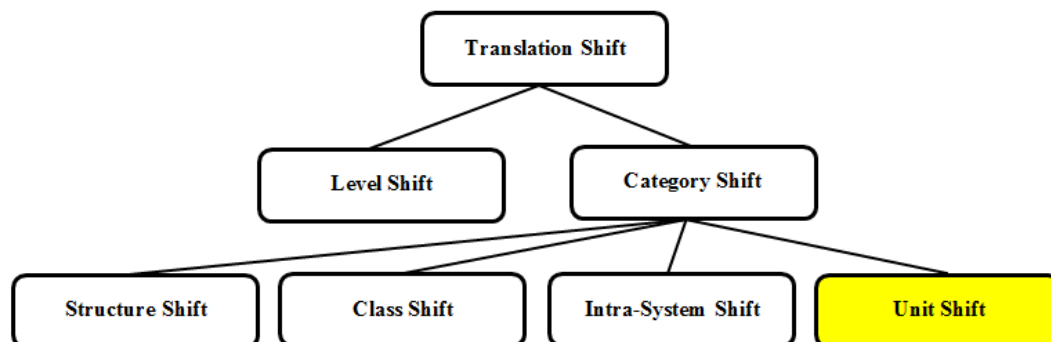 Translation Shift
Level Shift
Category Shift
Structure Shift
Class Shift
Intra-System Shift
Unit Shift